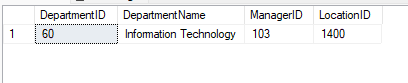 DepartmentID DepartmentName ManagerID LocationID
1 60 Information Technology 103 1400